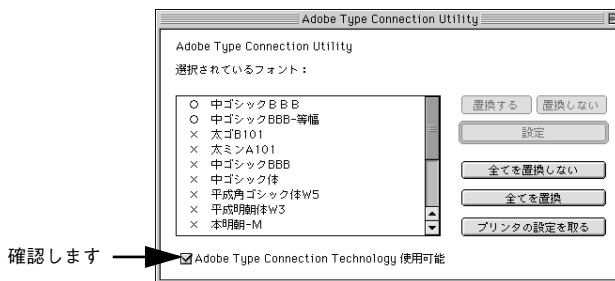 Adobe Type Connection Utility
Adobe Type Connection Utility
選択されているフォント：
○ 中ゴシックＢＢＢ
○ 中ゴシックBBB-等幅
× 太ゴB101
× 太ミンA101
× 中ゴシックBBB
× 中ゴシック体
× 平成角ゴシック体W5
× 平成明朝体W3
× 本明朝-M
置換する 置換しない
設定
全てを置換しない
全てを置換
プリンタの設定を取る
確認します
Adobe Type Connection Technology 使用可能